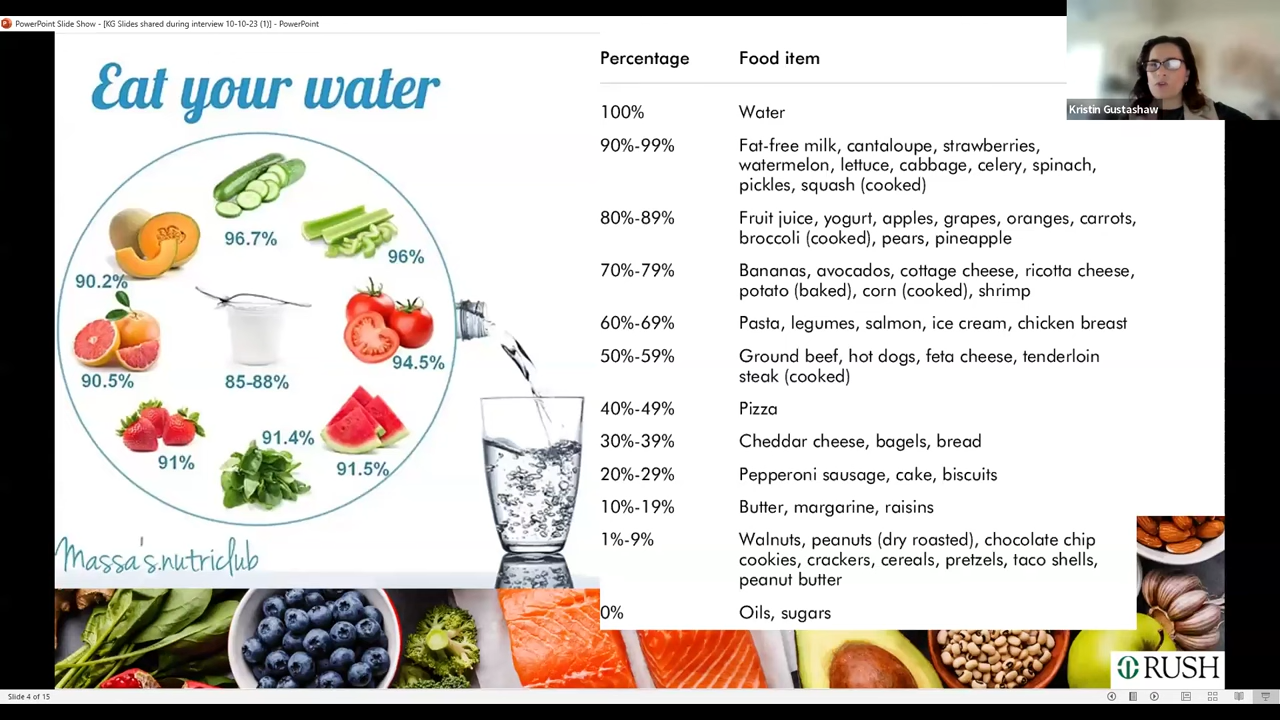 PowerPoint Slide Show - [KG Slides shared during interview 10-10-23 (1)] - PowerPoint
Kristin Gustashaw
Eat your water
96.7%
96%
90.2%
94.5%
90.5%
85-88%
91%
91.4%
91.5%
Massa's.nutriclub
Percentage Food item
100% Water
90%-99% Fat-free milk, cantaloupe, strawberries,
watermelon, lettuce, cabbage, celery, spinach,
pickles, squash (cooked)
80%-89% Fruit juice, yogurt, apples, grapes, oranges, carrots,
broccoli (cooked), pears, pineapple
70%-79% Bananas, avocados, cottage cheese, ricotta cheese,
potato (baked), corn (cooked), shrimp
60%-69% Pasta, legumes, salmon, ice cream, chicken breast
50%-59% Ground beef, hot dogs, feta cheese, tenderloin
steak (cooked)
40%-49% Pizza
30%-39% Cheddar cheese, bagels, bread
20%-29% Pepperoni sausage, cake, biscuits
10%-19% Butter, margarine, raisins
1%-9% Walnuts, peanuts (dry roasted), chocolate chip
cookies, crackers, cereals, pretzels, taco shells,
peanut butter
0% Oils, sugars
RUSH
Slide 4 of 15